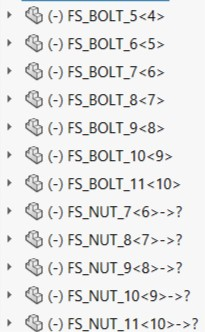 (-) FS_BOLT_5<4>
(-) FS_BOLT_6<5>
(-) FS_BOLT_7<6>
(-) FS_BOLT_8<7>
(-) FS_BOLT_9<8>
(-) FS_BOLT_10<9>
(-) FS_BOLT_11<10>
(-) FS_NUT_7<6>->?
(-) FS_NUT_8<7>->?
(-) FS_NUT_9<8>->?
(-) FS_NUT_10<9>->?
(-) FS_NUT_11<10>->?